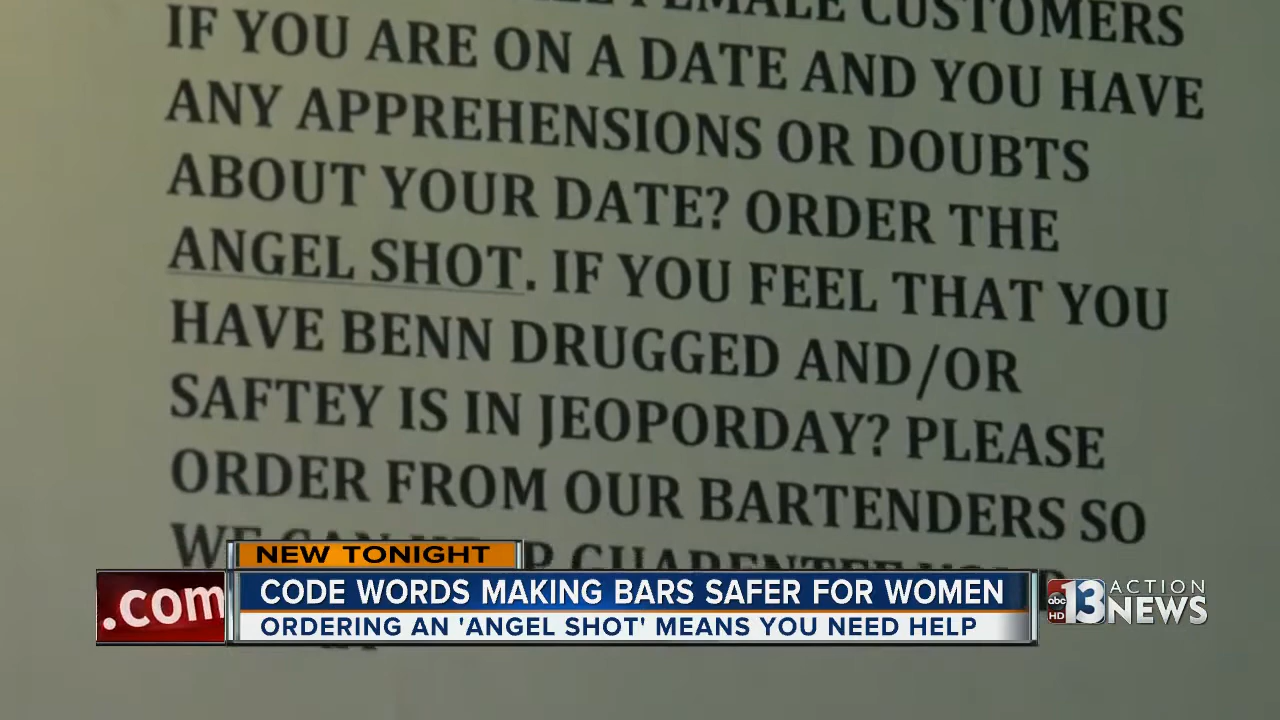 FEMALE CUSTOMERS
IF YOU ARE ON A DATE AND YOU HAVE
ANY APPREHENSIONS OR DOUBTS
ABOUT YOUR DATE? ORDER THE
ANGEL SHOT. IF YOU FEEL THAT YOU
HAVE BENN DRUGGED AND/OR
SAFTEY IS IN JEOPORDAY? PLEASE
ORDER FROM OUR BARTENDERS SO
WE CAN
NEW TONIGHT
.com
CODE WORDS MAKING BARS SAFER FOR WOMEN
ORDERING AN 'ANGEL SHOT' MEANS YOU NEED HELP
abc
HD
13
ACTION
NEWS